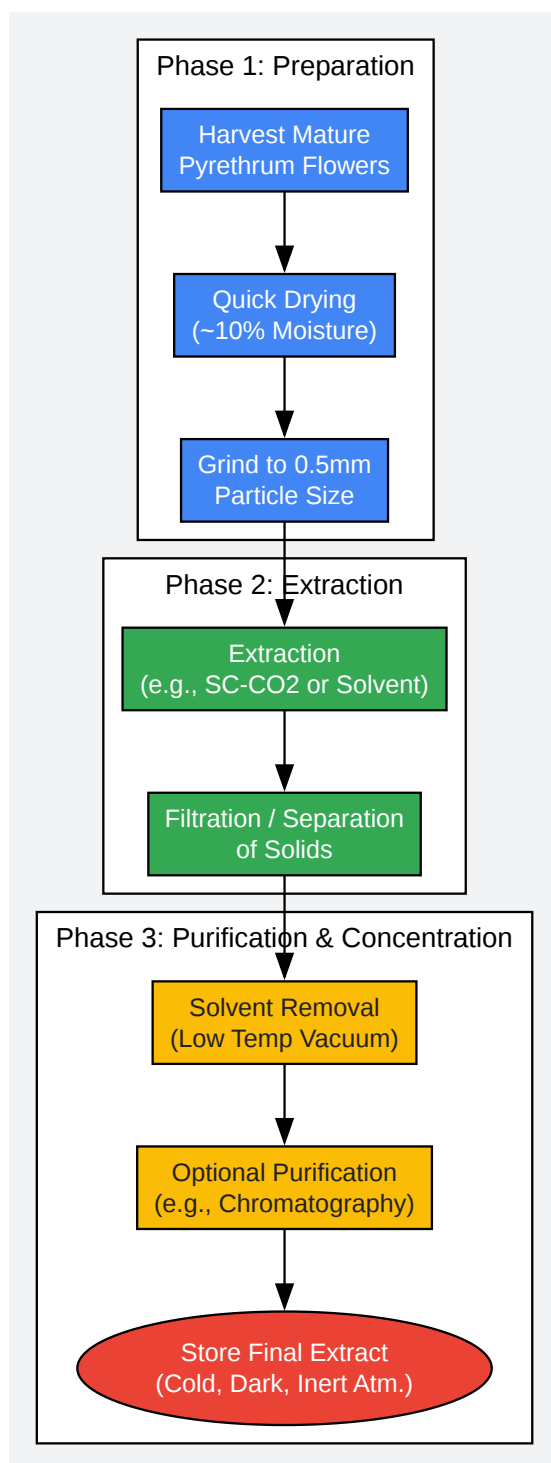 Phase 1: Preparation
Harvest Mature
Pyrethrum Flowers
Quick Drying
(~10% Moisture)
Grind to 0.5mm
Particle Size
Phase 2: Extraction
Extraction
(e.g., SC-CO2 or Solvent)
Filtration / Separation
of Solids
Phase 3: Purification & Concentration
Solvent Removal
(Low Temp Vacuum)
Optional Purification
(e.g., Chromatography)
Store Final Extract
(Cold, Dark, Inert Atm.)